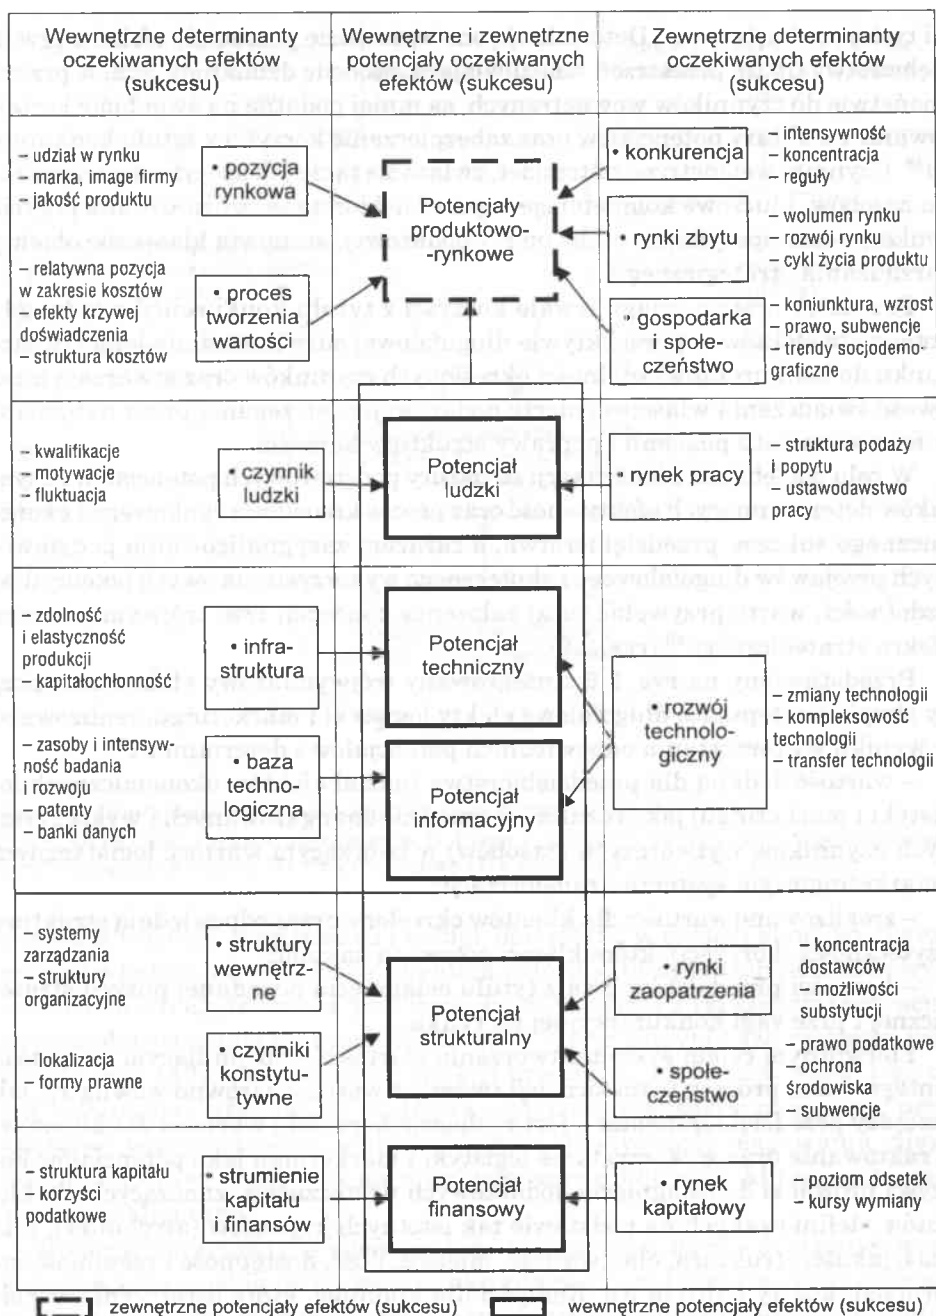 Wewnętrzne determinanty
oczekiwanych efektów
(sukcesu)
Wewnętrzne i zewnętrzne
potencjały oczekiwanych
efektów (sukcesu)
Zewnętrzne determinanty
oczekiwanych efektów
(sukcesu)
– udział w rynku
– marka, image firmy
– jakość produktu
• pozycja
rynkowa
Potencjały
produktowo-
-rynkowe
• konkurencja
– intensywność
– koncentracja
– reguły
• rynki zbytu
– wolumen rynku
– rozwój rynku
– cykl życia produktu
– relatywna pozycja
w zakresie kosztów
– efekty krzywej
doświadczenia
– struktura kosztów
• proces
tworzenia
wartości
• gospodarka
i społe-
czeństwo
– koniunktura, wzrost
– prawo, subwencje
– trendy socjodemo-
graficzne
– kwalifikacje
– motywacje
– fluktuacja
• czynnik
ludzki
Potencjał
ludzki
• rynek pracy
– struktura podaży
i popytu
– ustawodawstwo
pracy
– zdolność
i elastyczność
produkcji
– kapitałochłonność
• infra-
struktura
Potencjał
techniczny
• rozwój
technolo-
giczny
– zmiany technologii
– kompleksowość
technologii
– transfer technologii
– zasoby i intensyw-
ność badania
i rozwoju
– patenty
– banki danych
• baza
techno-
logiczna
Potencjał
informacyjny
– systemy
zarządzania
– struktury
organizacyjne
• struktury
wewnętrz-
ne
Potencjał
strukturalny
• rynki
zaopatrzenia
– koncentracja
dostawców
– możliwości
substytucji
– lokalizacja
– formy prawne
• czynniki
konstytu-
tywne
• społe-
czeństwo
– prawo podatkowe
– ochrona
środowiska
– subwencje
– struktura kapitału
– korzyści
podatkowe
• strumienie
kapitału
i finansów
Potencjał
finansowy
• rynek
kapitałowy
– poziom odsetek
– kursy wymiany
zewnętrzne potencjały efektów (sukcesu)
wewnętrzne potencjały efektów (sukcesu)